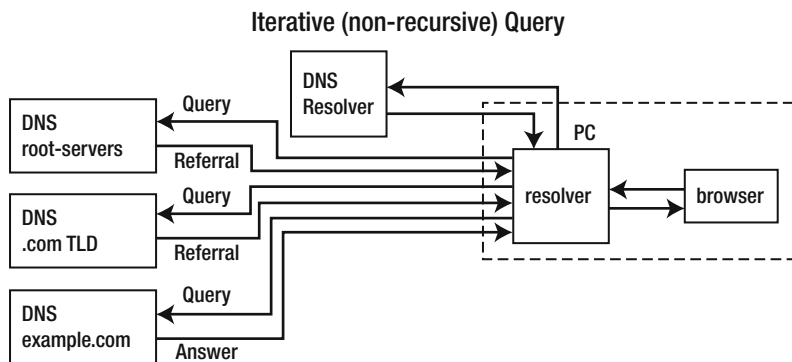 Iterative (non-recursive) Query
DNS
Resolver
Query
DNS
root-servers
Referral
PC
Query
resolver
browser
DNS
.com TLD
Referral
Query
DNS
example.com
Answer